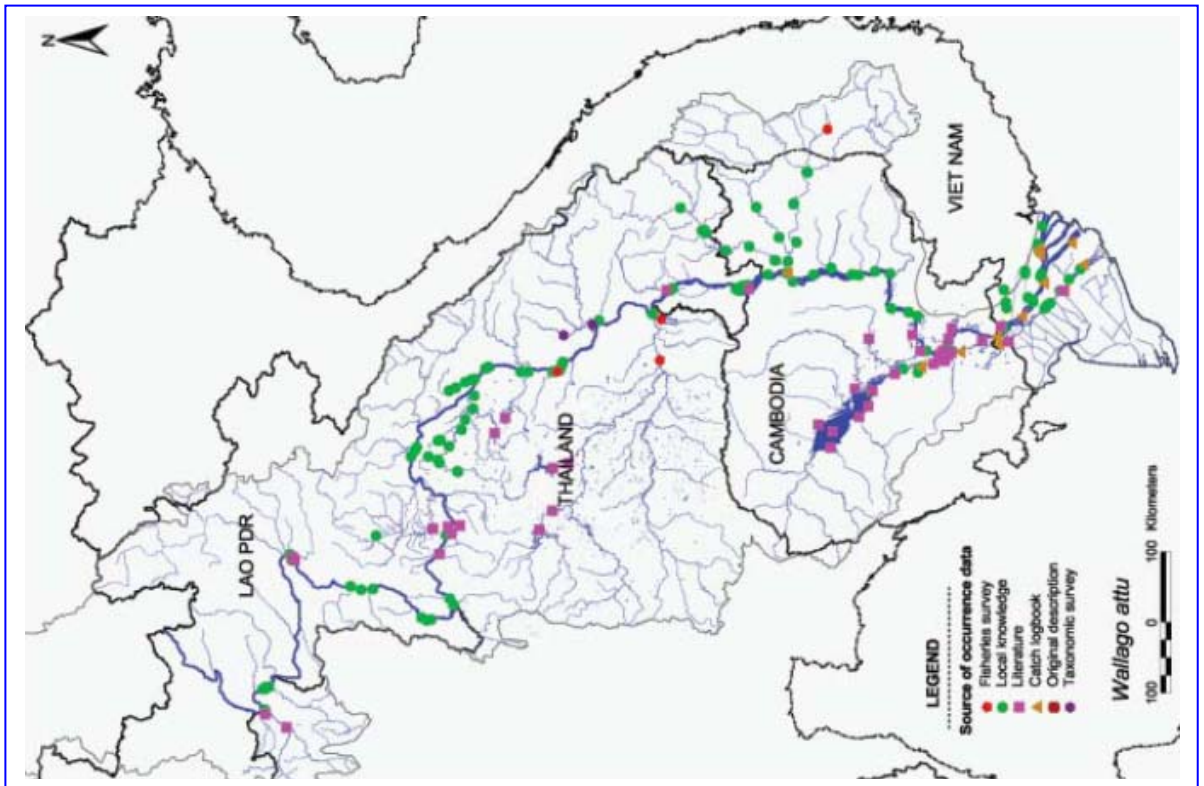 N
LAO PDR
THAILAND
CAMBODIA
VIET NAM
LEGEND
Source of occurrence data
Fisheries survey
Local knowledge
Literature
Catch logbook
Original description
Taxonomic survey
Wallago attu
100 0 100 Kilometers